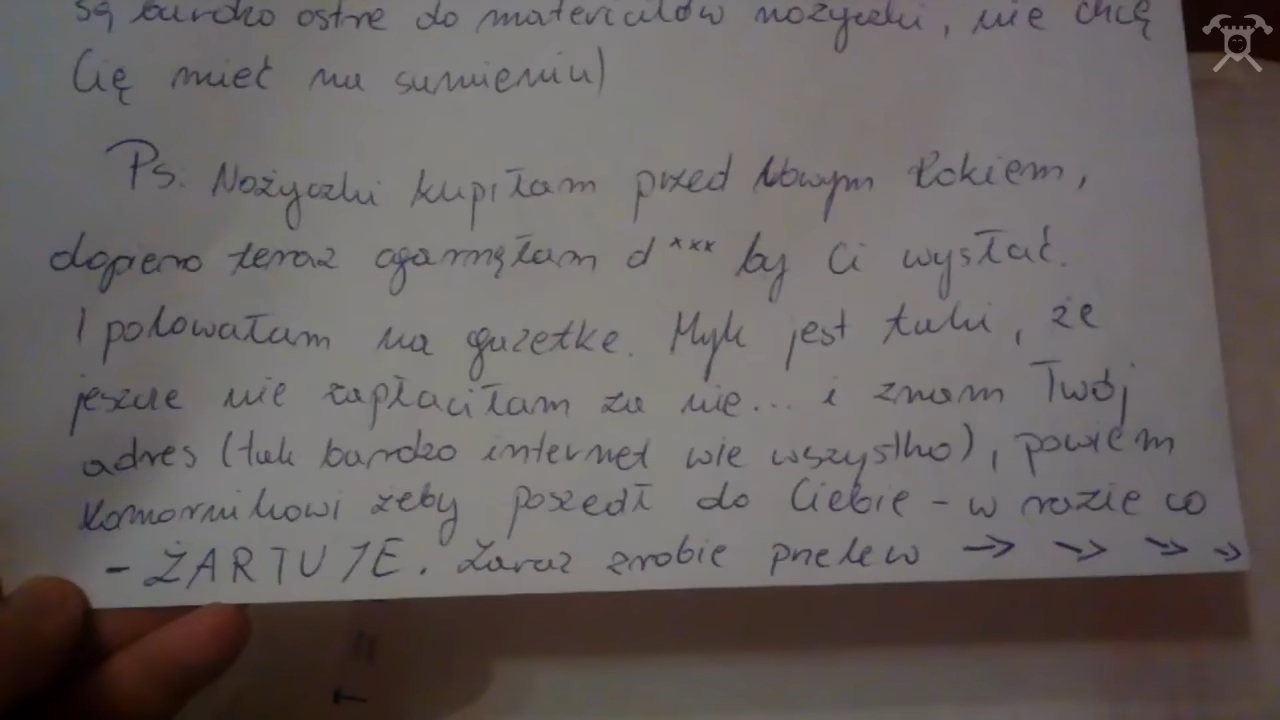 są bardzo ostre do materiałów nożyczki, nie chcę
Cię mieć na sumieniu)
Ps. Nożyczki kupiłam przed Nowym Rokiem,
dopiero teraz ogarnęłam d*** by Ci wysłać.
I polowałam na gazetkę. Myk jest taki, że
jeszcze nie zapłaciłam za nie... i znam Twój
adres (tak bardzo internet wie wszystko), powiem
Komornikowi żeby poszedł do Ciebie - w razie co
- ŻARTUJE. Zaraz zrobie przelew → → → →